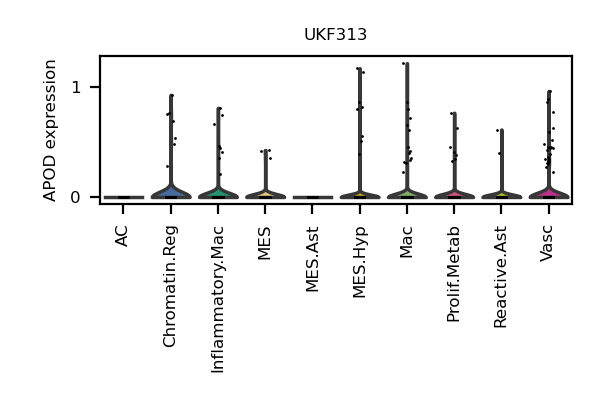 UKF313
APOD expression
1
0
AC
Chromatin.Reg
Inflammatory.Mac
MES
MES.Ast
MES.Hyp
Mac
Prolif.Metab
Reactive.Ast
Vasc